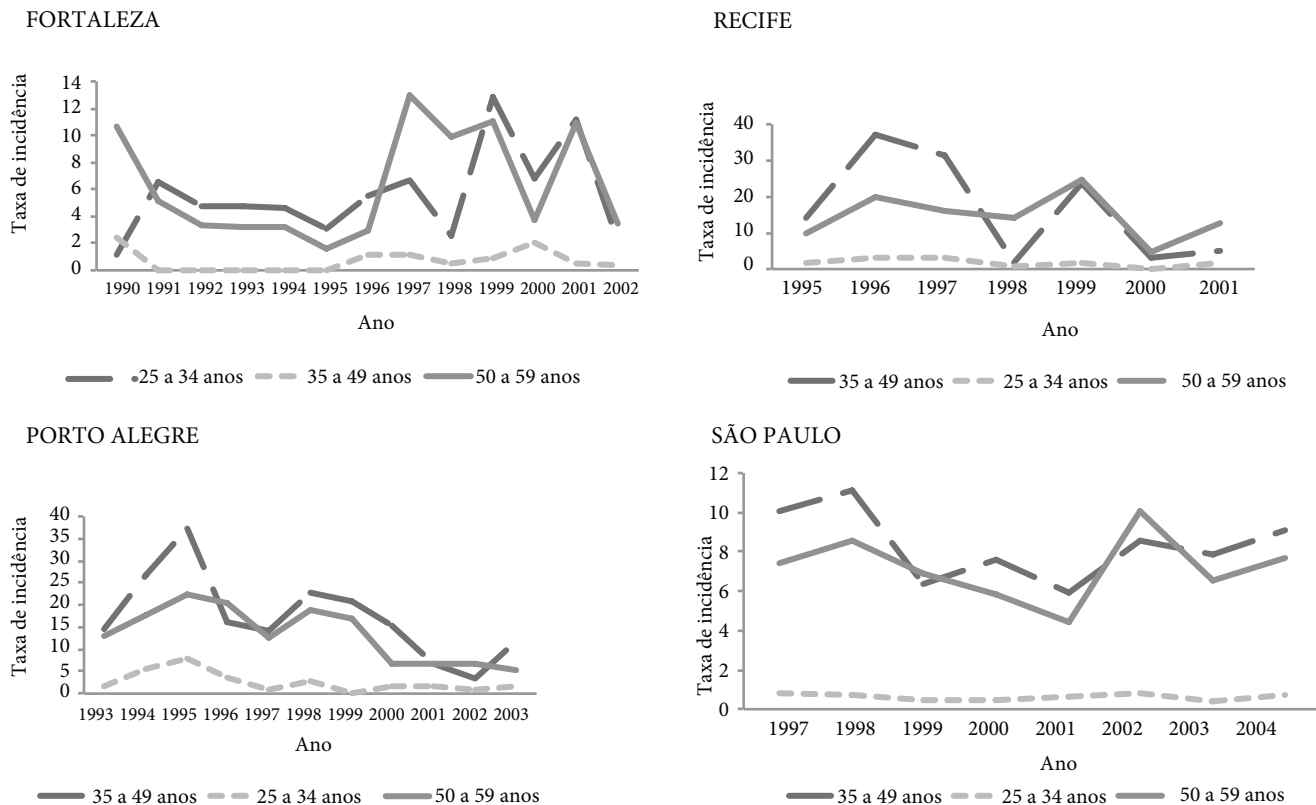 FORTALEZA
Taxa de incidência
14
12
10
8
6
4
2
0
1990 1991 1992 1993 1994 1995 1996 1997 1998 1999 2000 2001 2002
Ano
25 a 34 anos 35 a 49 anos 50 a 59 anos
RECIFE
Taxa de incidência
40
30
20
10
0
1995 1996 1997 1998 1999 2000 2001
Ano
35 a 49 anos 25 a 34 anos 50 a 59 anos
PORTO ALEGRE
Taxa de incidência
40
35
30
25
20
15
10
5
0
1993 1994 1995 1996 1997 1998 1999 2000 2001 2002 2003
Ano
35 a 49 anos 25 a 34 anos 50 a 59 anos
SÃO PAULO
Taxa de incidência
12
10
8
6
4
2
0
1997 1998 1999 2000 2001 2002 2003 2004
Ano
35 a 49 anos 25 a 34 anos 50 a 59 anos